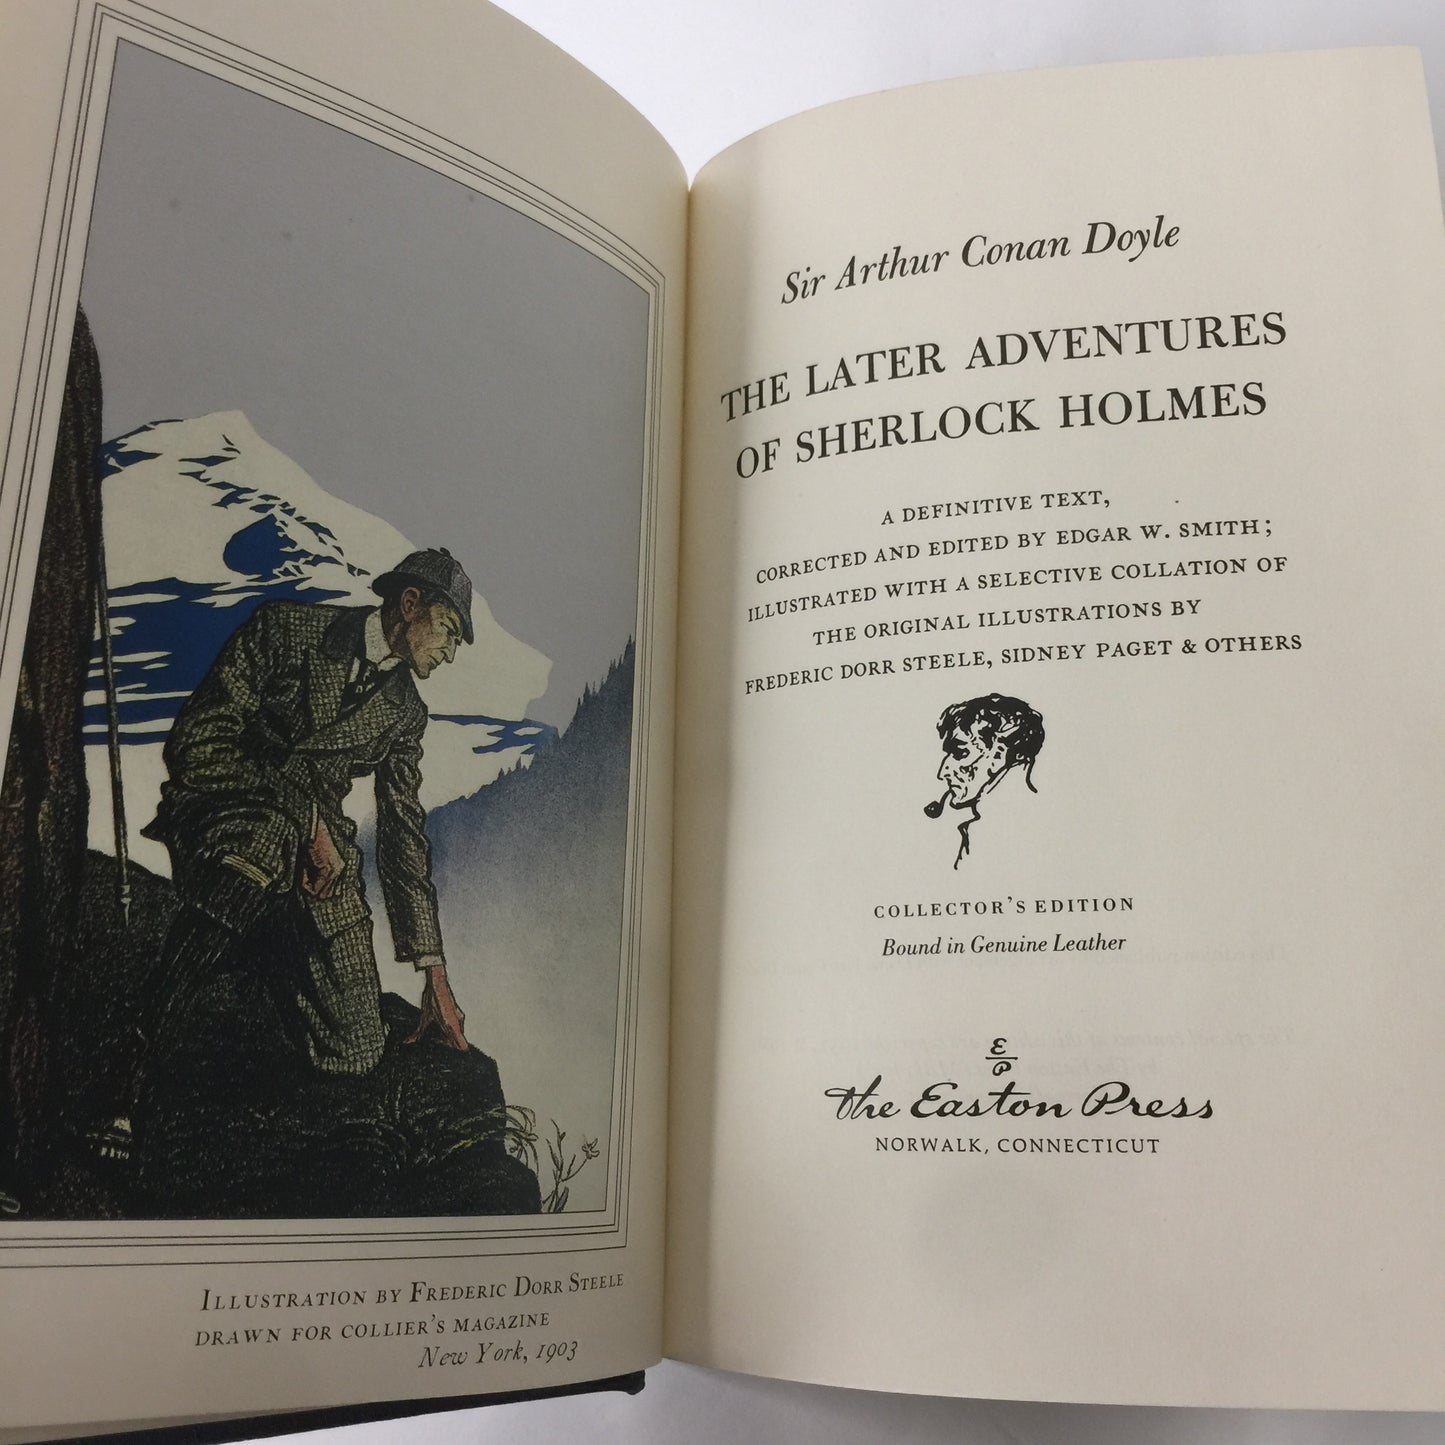 ILLUSTRATION BY FREDERIC DORR STEELE
DRAWN FOR COLLIER'S MAGAZINE
New York, 1903
Sir Arthur Conan Doyle
THE LATER ADVENTURES
OF SHERLOCK HOLMES
A DEFINITIVE TEXT,
CORRECTED AND EDITED BY EDGAR W. SMITH;
ILLUSTRATED WITH A SELECTIVE COLLATION OF
THE ORIGINAL ILLUSTRATIONS BY
FREDERIC DORR STEELE, SIDNEY PAGET & OTHERS
COLLECTOR'S EDITION
Bound in Genuine Leather
E
P
The Easton Press
NORWALK, CONNECTICUT